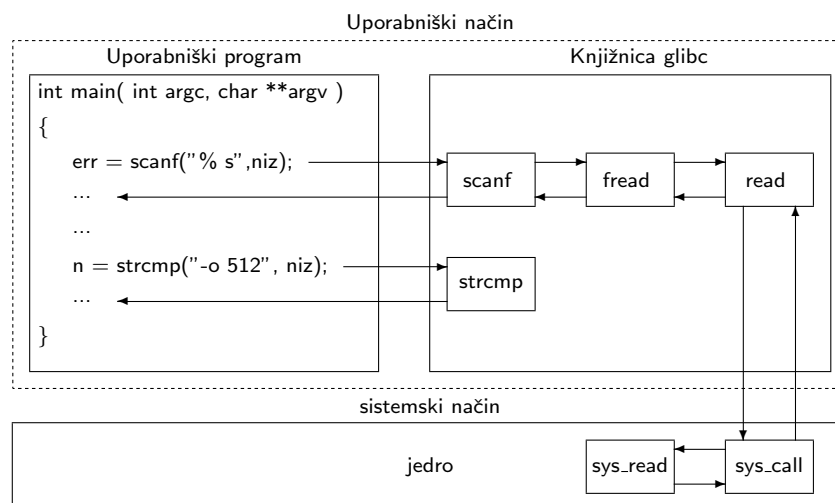 Uporabniški način
Uporabniški program
Knjižnica glibc
int main( int argc, char **argv )
{
err = scanf("% s",niz);
...
...
n = strcmp("-o 512", niz);
...
}
scanf
fread
read
strcmp
sistemski način
jedro
sys_read
sys_call